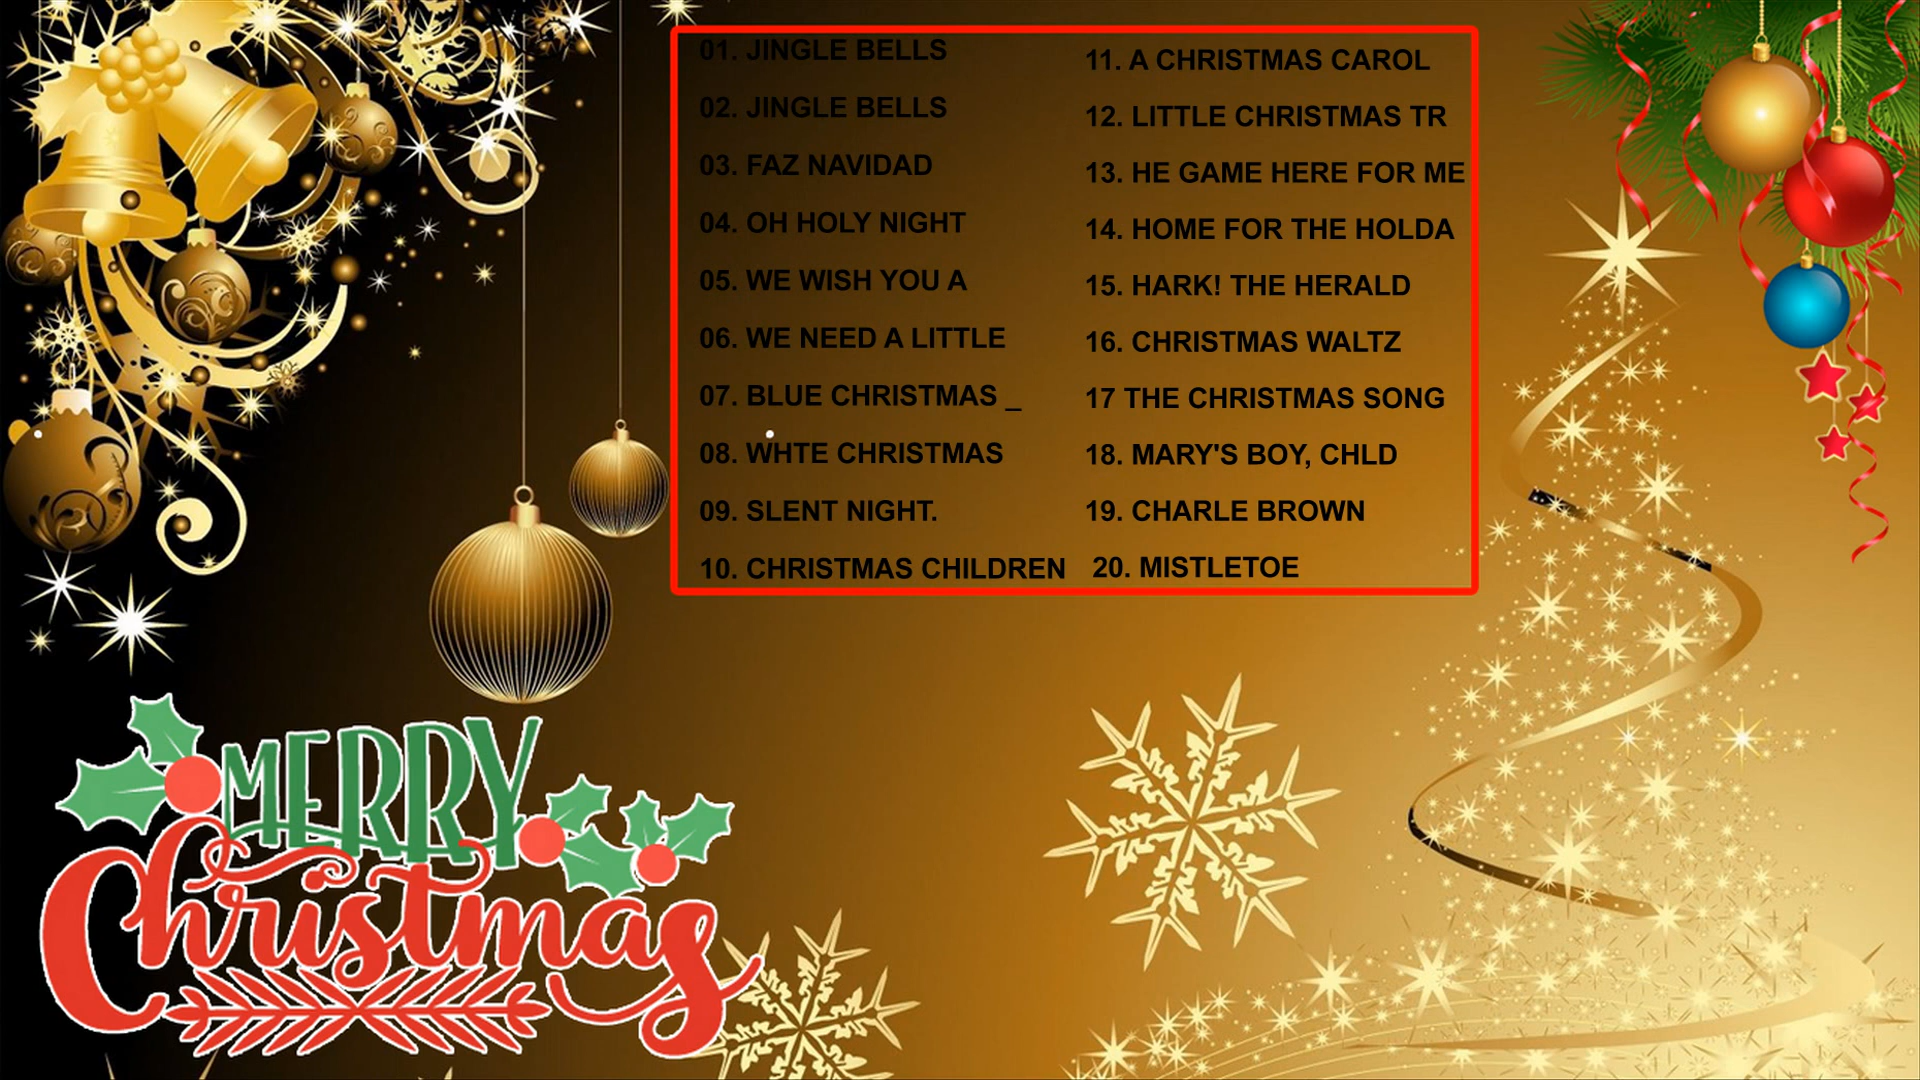 01. JINGLE BELLS
02. JINGLE BELLS
03. FAZ NAVIDAD
04. OH HOLY NIGHT
05. WE WISH YOU A
06. WE NEED A LITTLE
07. BLUE CHRISTMAS _
08. WHTE CHRISTMAS
09. SLENT NIGHT.
10. CHRISTMAS CHILDREN
11. A CHRISTMAS CAROL
12. LITTLE CHRISTMAS TR
13. HE GAME HERE FOR ME
14. HOME FOR THE HOLDA
15. HARK! THE HERALD
16. CHRISTMAS WALTZ
17 THE CHRISTMAS SONG
18. MARY'S BOY, CHLD
19. CHARLE BROWN
20. MISTLETOE
MERRY
Christmas